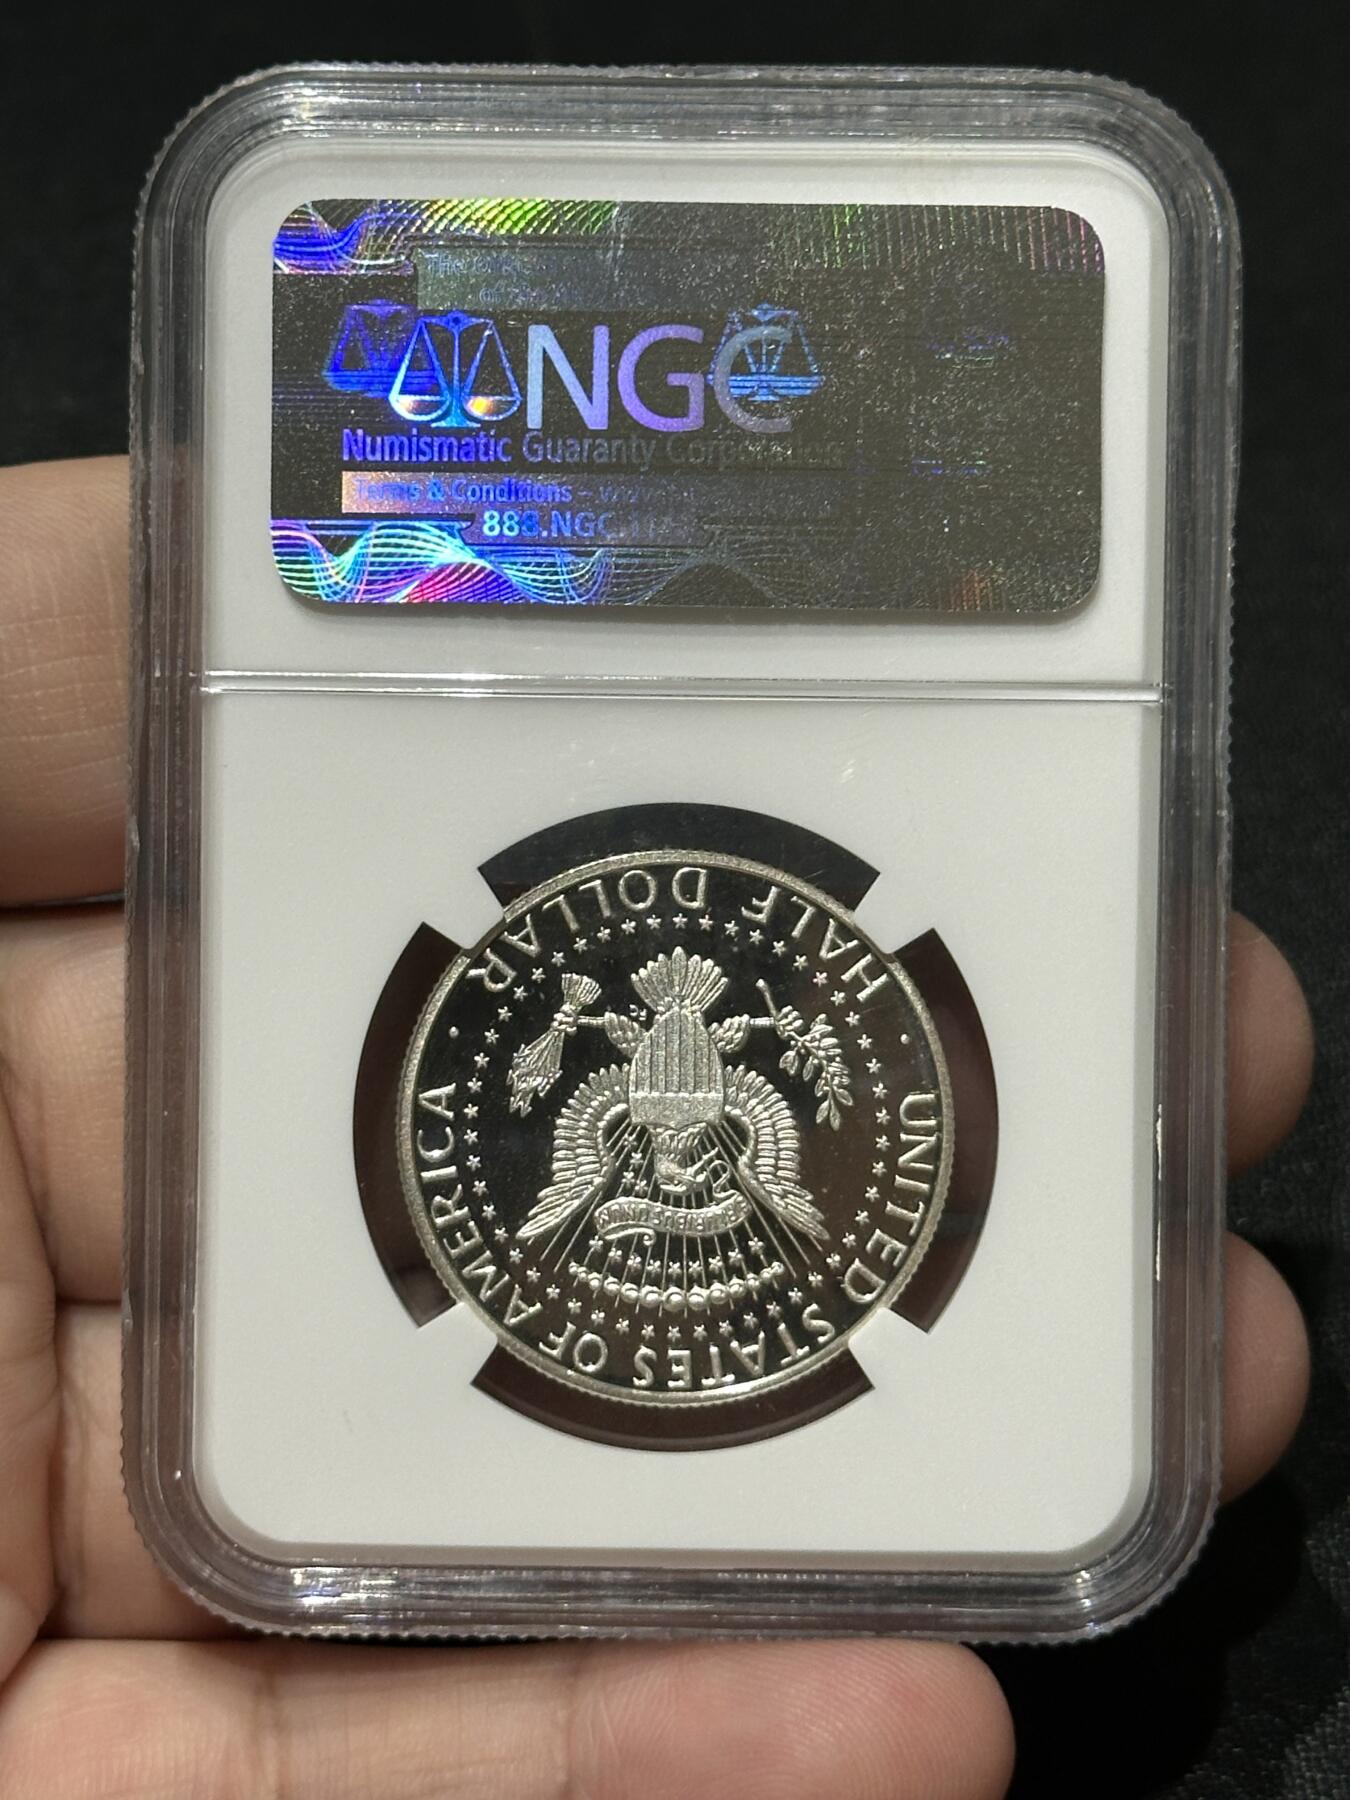 NGC
Numismatic Guaranty Corporation
Terms & Conditions –
888.NGC.
UNITED STATES OF AMERICA
HALF DOLLAR